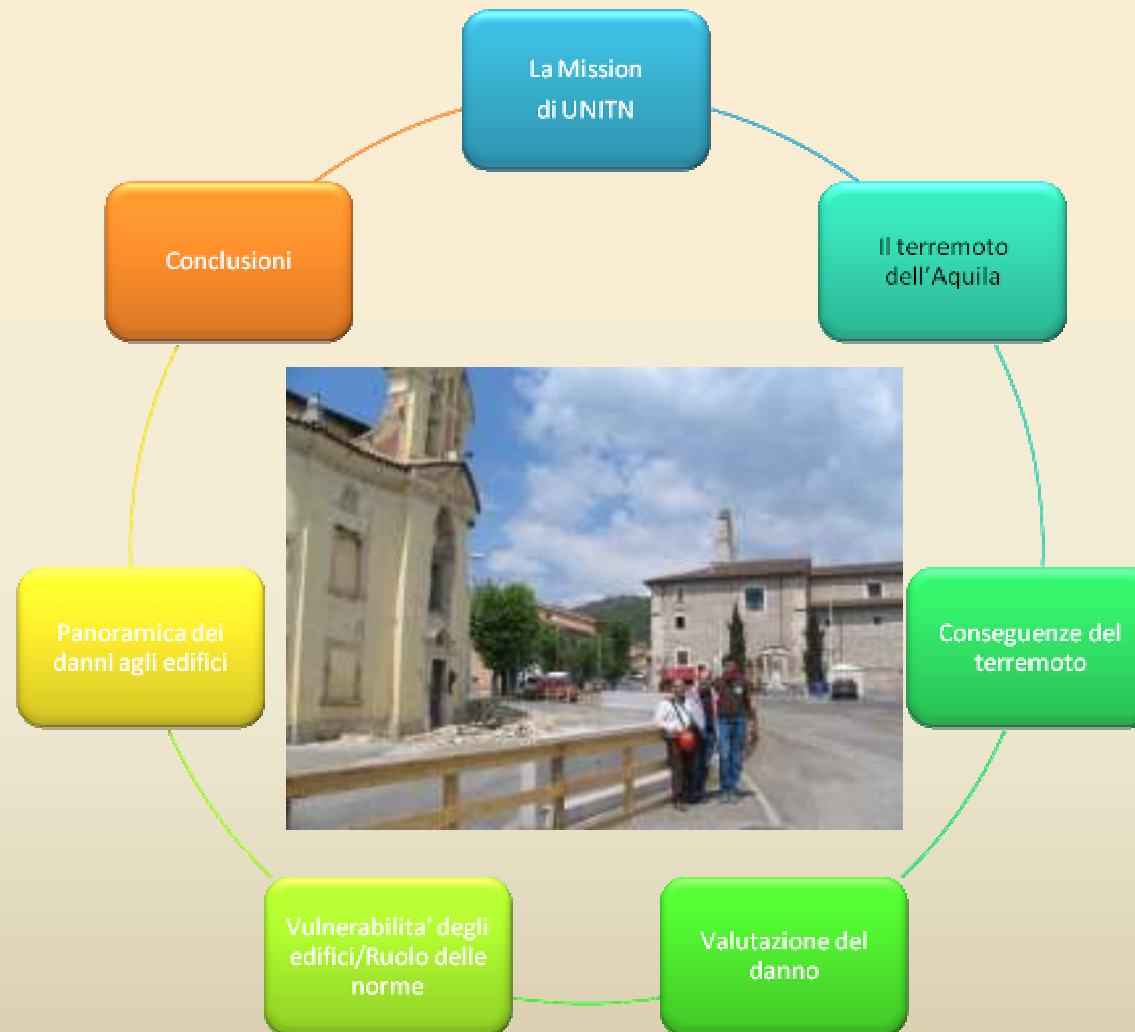 La Mission
di UNITN
Il terremoto
dell'Aquila
Conseguenze del
terremoto
Valutazione del
danno
Vulnerabilita' degli
edifici/Ruolo delle
norme
Panoramica dei
danni agli edifici
Conclusioni